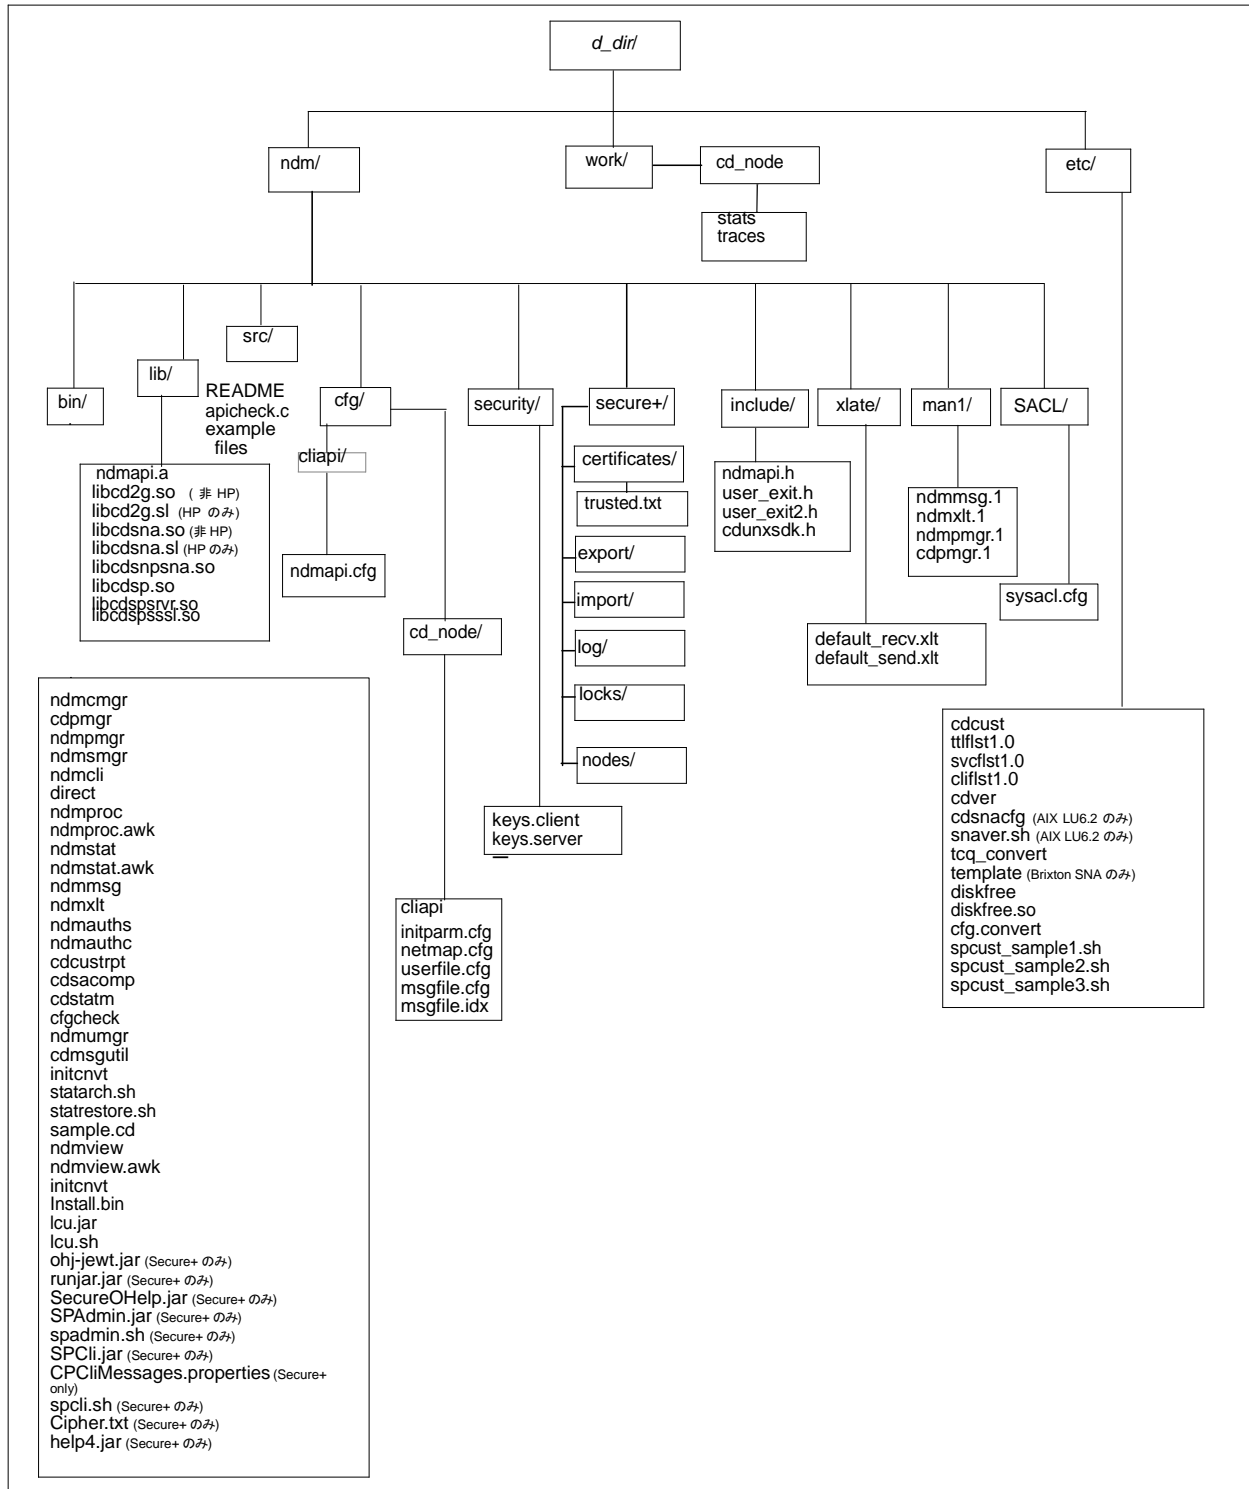 d_dir/
ndm/
work/
cd_node
etc/
stats
traces
src/
lib/
bin/
README
apicheck.c
example
files
cfg/
security/
secure+/
include/
xlate/
man1/
SACL/
cliapi/
certificates/
trusted.txt
export/
import/
log/
locks/
nodes/
ndmapi.a
libcd2g.so ( 非 HP)
libcd2g.sl (HP のみ)
libcdsna.so (非 HP)
libcdsna.sl (HP のみ)
libcdsnpsna.so
libcdsp.so
libcdspsrvr.so
libcdspsssl.so
ndmapi.cfg
cd_node/
ndmapi.h
user_exit.h
user_exit2.h
cdunxsdk.h
ndmmsg.1
ndmxlt.1
ndmpmgr.1
cdpmgr.1
sysacl.cfg
default_recv.xlt
default_send.xlt
ndmcmgr
cdpmgr
ndmpmgr
ndmsmgr
ndmcli
direct
ndmproc
ndmproc.awk
ndmstat
ndmstat.awk
ndmmsg
ndmxlt
ndmauths
ndmauthc
cdcustrpt
cdsacomp
cdstatm
cfgcheck
ndmumgr
cdmsgutil
initcnvt
statarch.sh
statrestore.sh
sample.cd
ndmview
ndmview.awk
initcnvt
Install.bin
lcu.jar
lcu.sh
ohj-jewt.jar (Secure+ のみ)
runjar.jar (Secure+ のみ)
SecureOHelp.jar (Secure+ のみ)
SPAdmin.jar (Secure+ のみ)
spadmin.sh (Secure+ のみ)
SPCli.jar (Secure+ のみ)
CPCliMessages.properties (Secure+
only)
spcli.sh (Secure+ のみ)
Cipher.txt (Secure+ のみ)
help4.jar (Secure+ のみ)
keys.client
keys.server
cliapi
initparm.cfg
netmap.cfg
userfile.cfg
msgfile.cfg
msgfile.idx
cdcust
ttlflst1.0
svcflst1.0
cliflst1.0
cdver
cdsnacfg (AIX LU6.2 のみ)
snaver.sh (AIX LU6.2 のみ)
tcq_convert
template (Brixton SNA のみ)
diskfree
diskfree.so
cfg.convert
spcust_sample1.sh
spcust_sample2.sh
spcust_sample3.sh